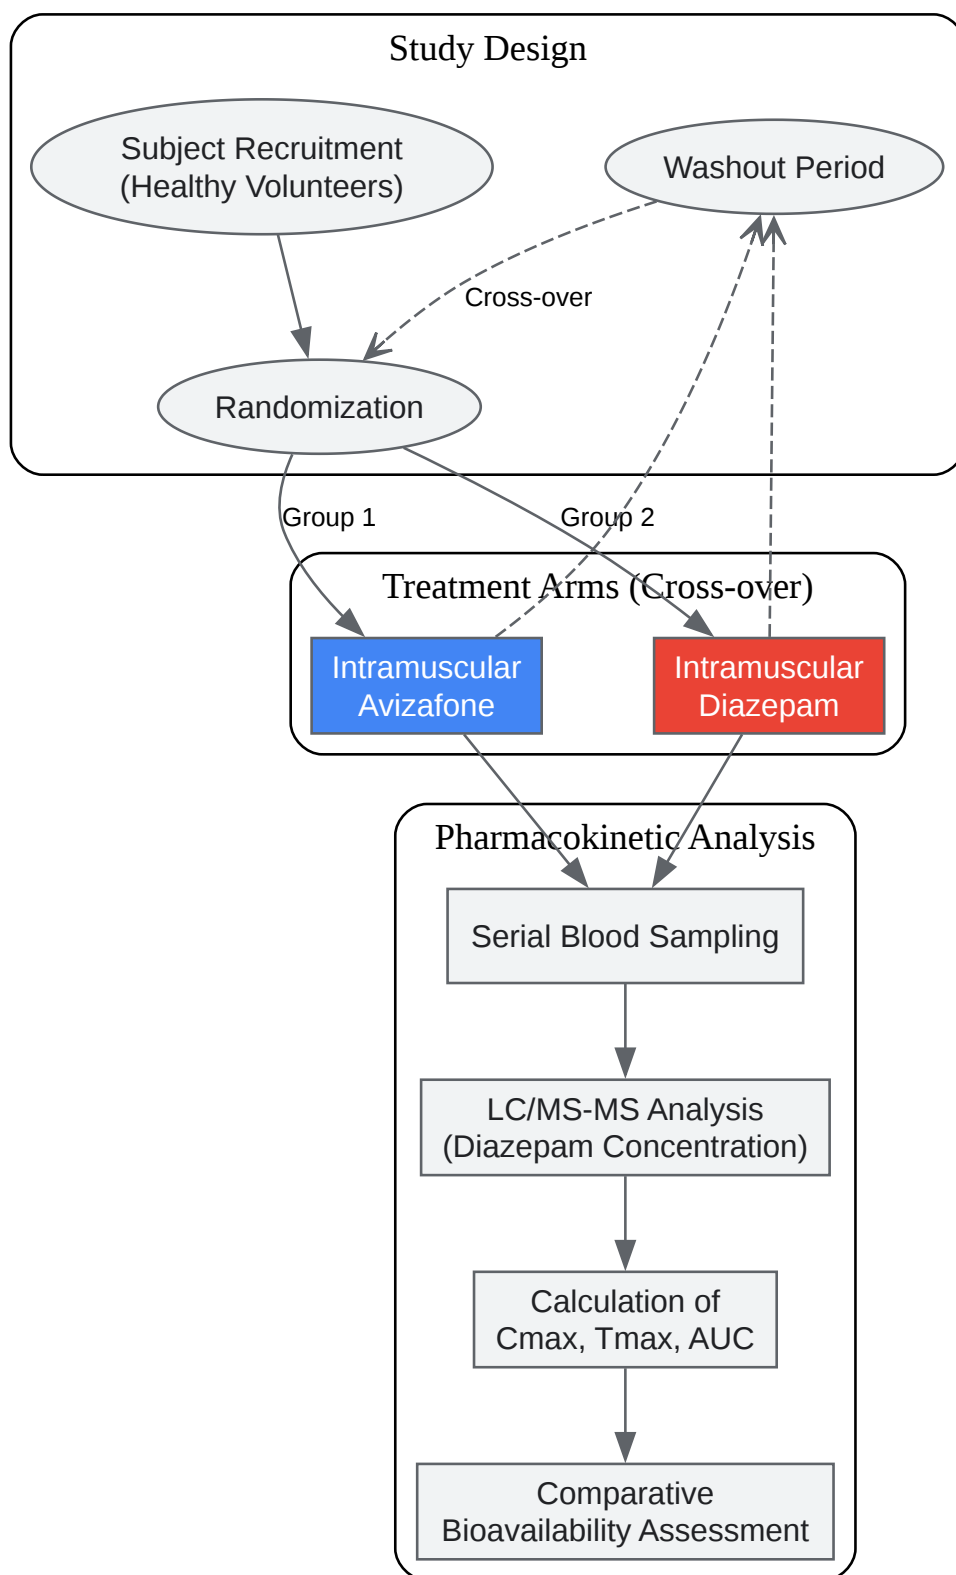 Study Design
Subject Recruitment
(Healthy Volunteers)
Washout Period
Cross-over
Randomization
Group 1
Group 2
Treatment Arms (Cross-over)
Intramuscular
Avizafone
Intramuscular
Diazepam
Pharmacokinetic Analysis
Serial Blood Sampling
LC/MS-MS Analysis
(Diazepam Concentration)
Calculation of
Cmax, Tmax, AUC
Comparative
Bioavailability Assessment